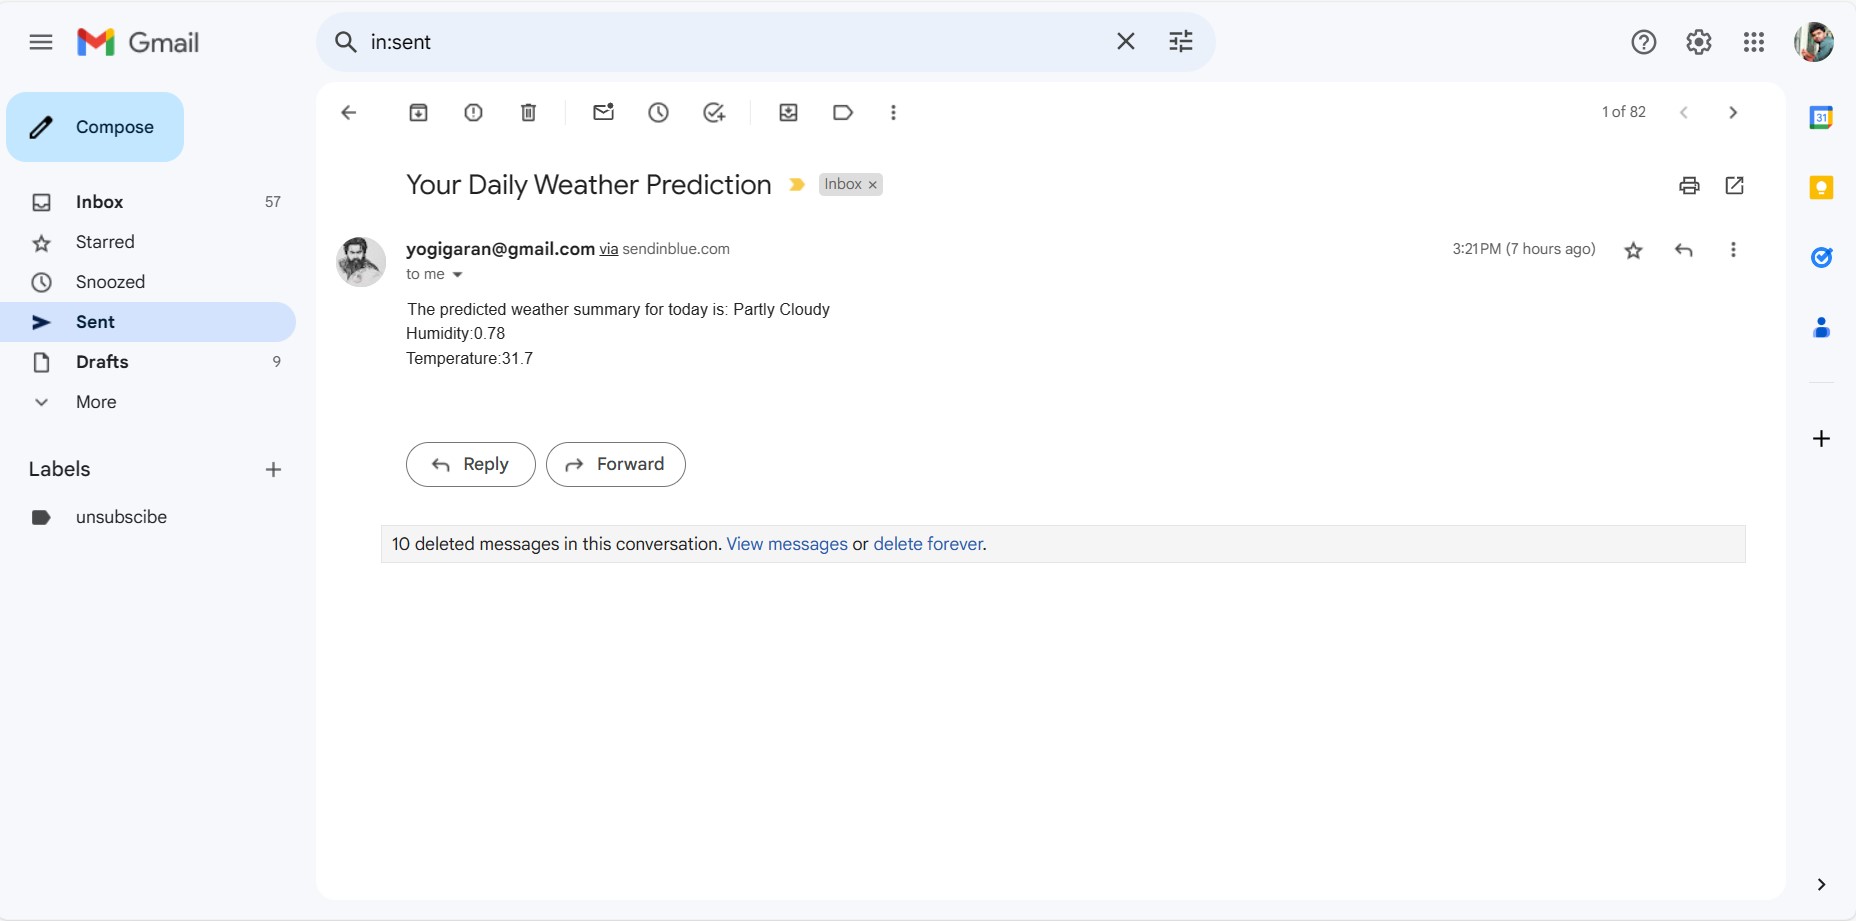 Gmail
in:sent
Compose
1 of 82
31
Your Daily Weather Prediction
Inbox ×
Inbox 57
Starred
Snoozed
Sent
Drafts 9
More
Labels
unsubscibe
yogigaran@gmail.com via sendinblue.com
3:21 PM (7 hours ago)
to me
The predicted weather summary for today is: Partly Cloudy
Humidity:0.78
Temperature:31.7
Reply
Forward
10 deleted messages in this conversation. View messages or delete forever.